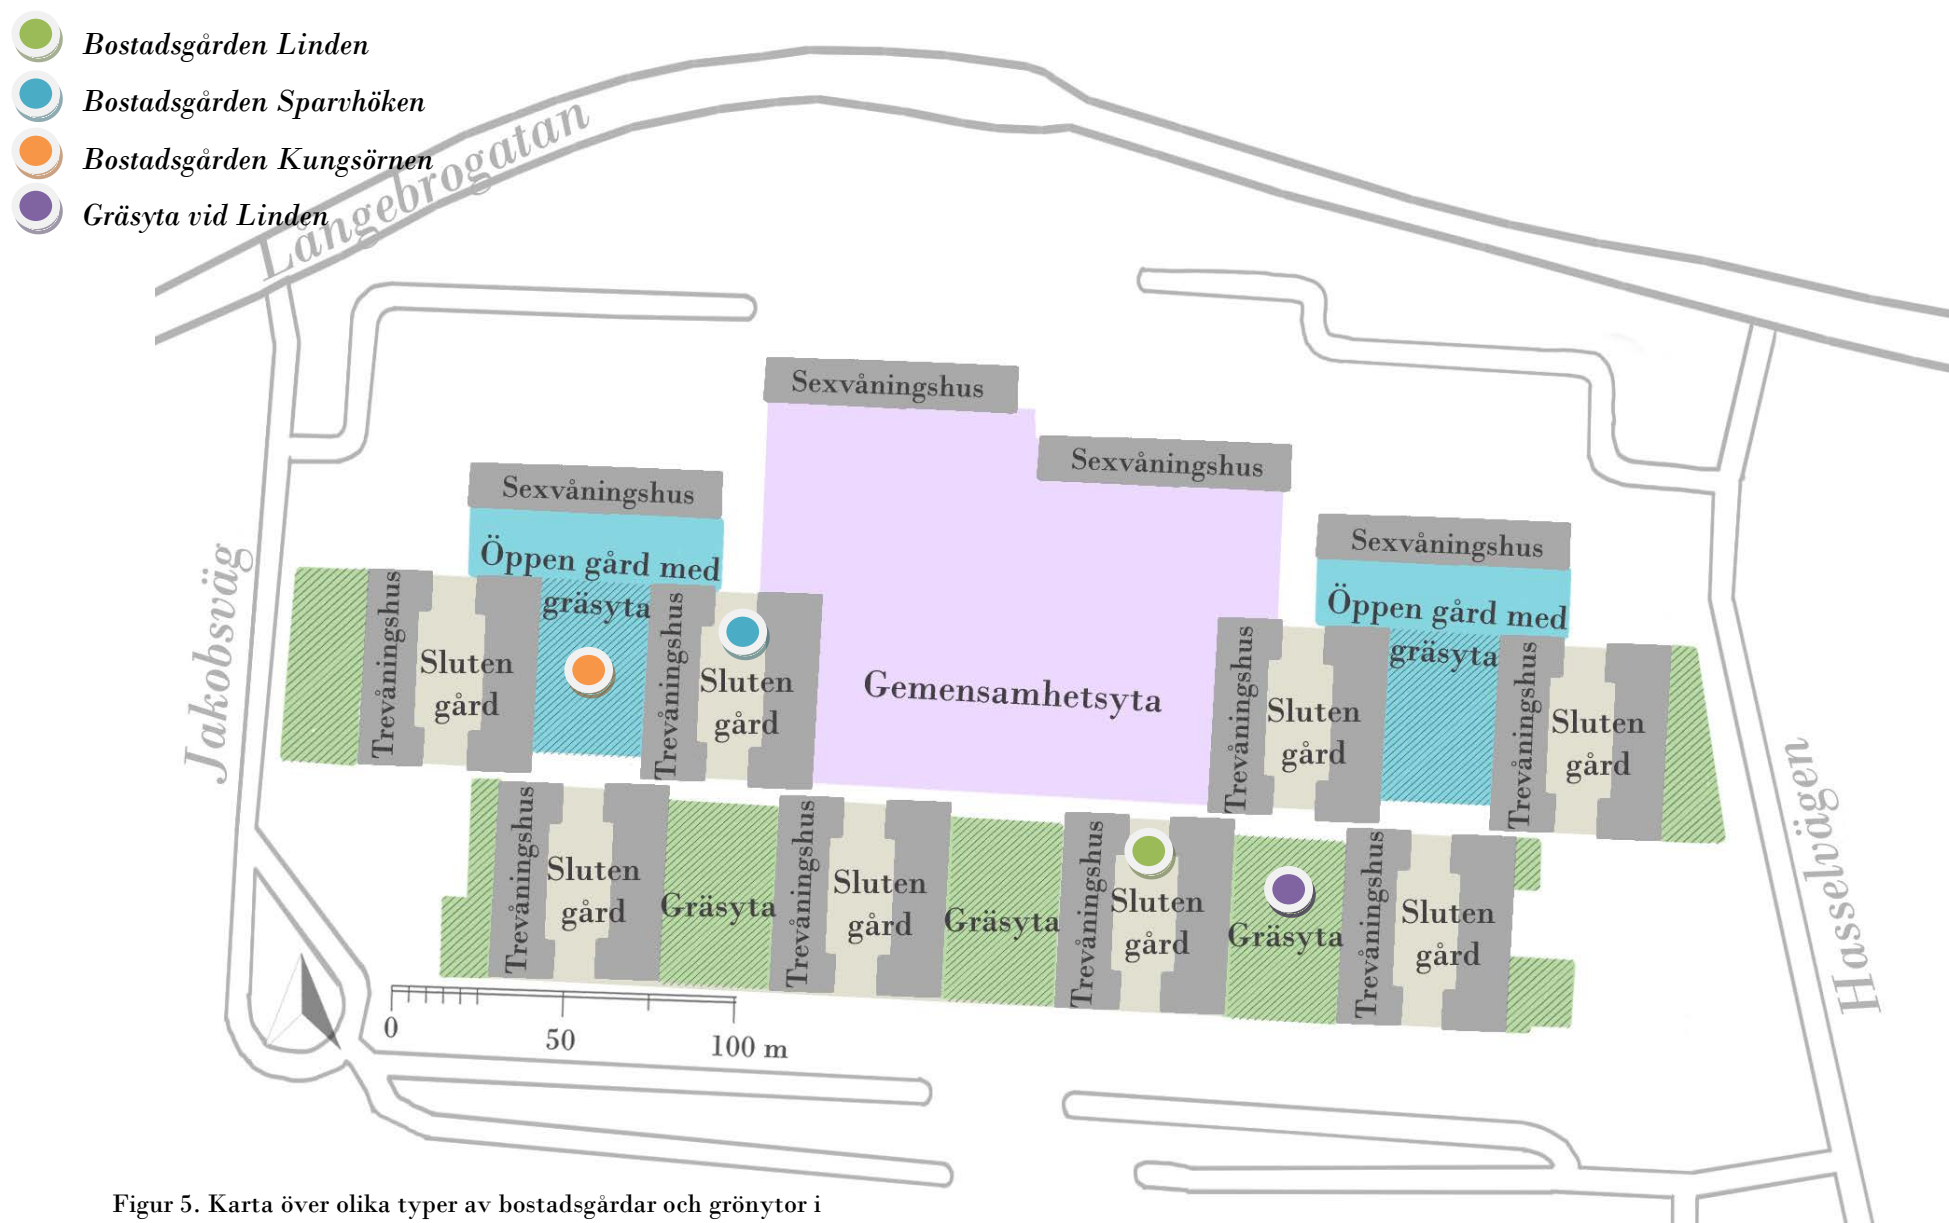 Bostadsgården Linden
Bostadsgården Sparvhöken
Bostadsgården Kungsörnen
Gräsyta vid Linden
Långebrogatan
Jakobsväg
Hasselvägen
Sexvåningshus
Sexvåningshus
Sexvåningshus
Sexvåningshus
Öppen gård med
gräsyta
Öppen gård med
gräsyta
Gemensamhetsyta
Trevåningshus
Sluten
gård
Trevåningshus
Sluten
gård
Trevåningshus
Sluten
gård
Trevåningshus
Sluten
gård
Trevåningshus
Sluten
gård
Gräsyta
Trevåningshus
Sluten
gård
Gräsyta
Trevåningshus
Sluten
gård
Gräsyta
Trevåningshus
Sluten
gård
0
50
100 m
Figur 5. Karta över olika typer av bostadsgårdar och grönytor i